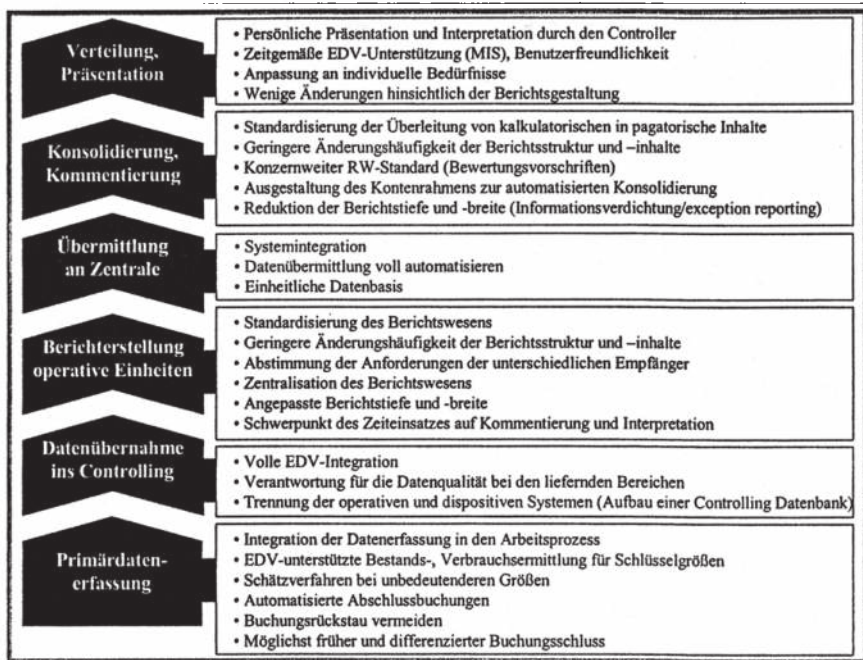 Verteilung,
Präsentation
• Persönliche Präsentation und Interpretation durch den Controller
• Zeitgemäße EDV-Unterstützung (MIS), Benutzerfreundlichkeit
• Anpassung an individuelle Bedürfnisse
• Wenige Änderungen hinsichtlich der Berichtsgestaltung
Konsolidierung,
Kommentierung
• Standardisierung der Überleitung von kalkulatorischen in pagatorische Inhalte
• Geringere Änderungshäufigkeit der Berichtsstruktur und –inhalte
• Konzernweiter RW-Standard (Bewertungsvorschriften)
• Ausgestaltung des Kontenrahmens zur automatisierten Konsolidierung
• Reduktion der Berichtstiefe und -breite (Informationsverdichtung/exception reporting)
Übermittlung
an Zentrale
• Systemintegration
• Datenübermittlung voll automatisieren
• Einheitliche Datenbasis
Berichterstellung
operative Einheiten
• Standardisierung des Berichtswesens
• Geringere Änderungshäufigkeit der Berichtsstruktur und –inhalte
• Abstimmung der Anforderungen der unterschiedlichen Empfänger
• Zentralisation des Berichtswesens
• Angepasste Berichtstiefe und -breite
• Schwerpunkt des Zeiteinsatzes auf Kommentierung und Interpretation
Datenübernahme
ins Controlling
• Volle EDV-Integration
• Verantwortung für die Datenqualität bei den liefernden Bereichen
• Trennung der operativen und dispositiven Systemen (Aufbau einer Controlling Datenbank)
Primärdaten-
erfassung
• Integration der Datenerfassung in den Arbeitsprozess
• EDV-unterstützte Bestands-, Verbrauchsermittlung für Schlüsselgrößen
• Schätzverfahren bei unbedeutenderen Größen
• Automatisierte Abschlussbuchungen
• Buchungsrückstau vermeiden
• Möglichst früher und differenzierter Buchungsschluss